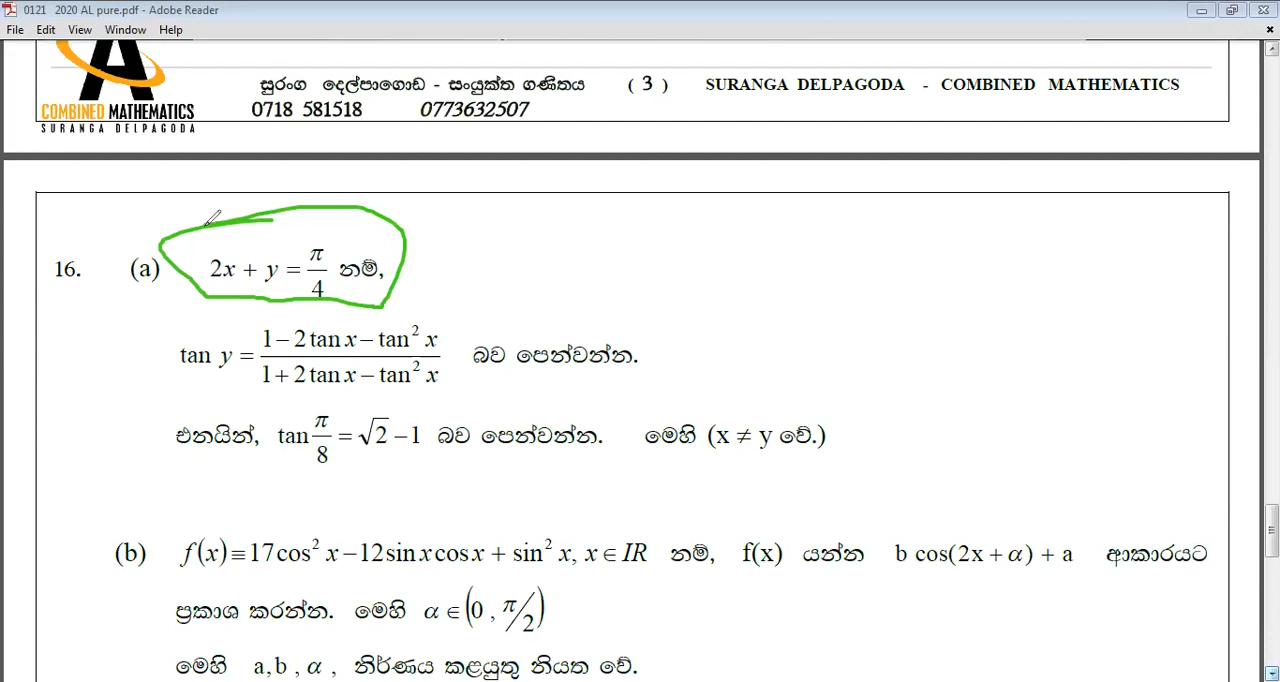 0121 2020 AL pure.pdf - Adobe Reader
File Edit View Window Help
A
COMBINED MATHEMATICS
SURANGA DELPAGODA
සුරංග දෙල්පාගොඩ - සංයුක්ත ගණිතය ( 3 ) SURANGA DELPAGODA - COMBINED MATHEMATICS
0718 581518 0773632507
16. (a) 2x + y = π/4 නම්,
tan y = (1 − 2 tan x − tan² x)/(1 + 2 tan x − tan² x) බව පෙන්වන්න.
එනයින්, tan π/8 = √2 − 1 බව පෙන්වන්න. මෙහි (x ≠ y වේ.)
(b) f(x) ≡ 17 cos² x − 12 sin x cos x + sin² x, x ∈ IR නම්, f(x) යන්න b cos(2x + α) + a ආකාරයට
ප්‍රකාශ කරන්න. මෙහි α ∈ (0 , π/2)
මෙහි a, b , α , නිර්ණය කළයුතු නියත වේ.